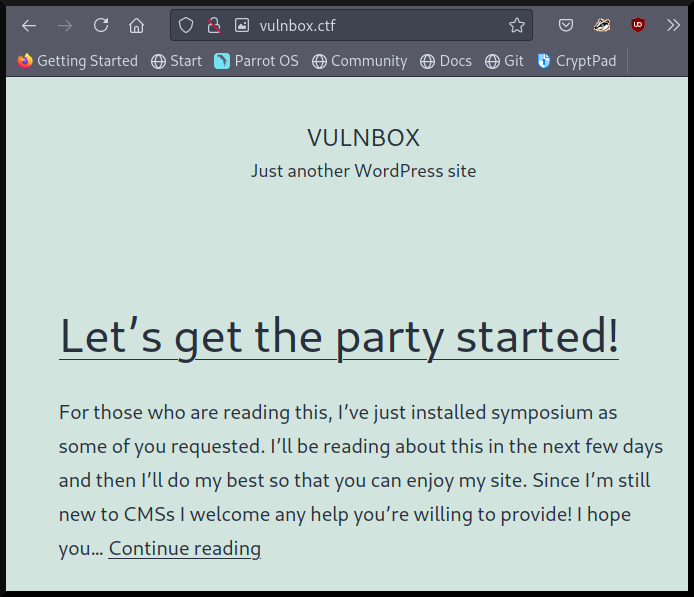 vulnbox.ctf
Getting Started Start Parrot OS Community Docs Git CryptPad
VULNBOX
Just another WordPress site
Let’s get the party started!
For those who are reading this, I’ve just installed symposium as
some of you requested. I’ll be reading about this in the next few days
and then I’ll do my best so that you can enjoy my site. Since I’m still
new to CMSs I welcome any help you’re willing to provide! I hope
you… Continue reading